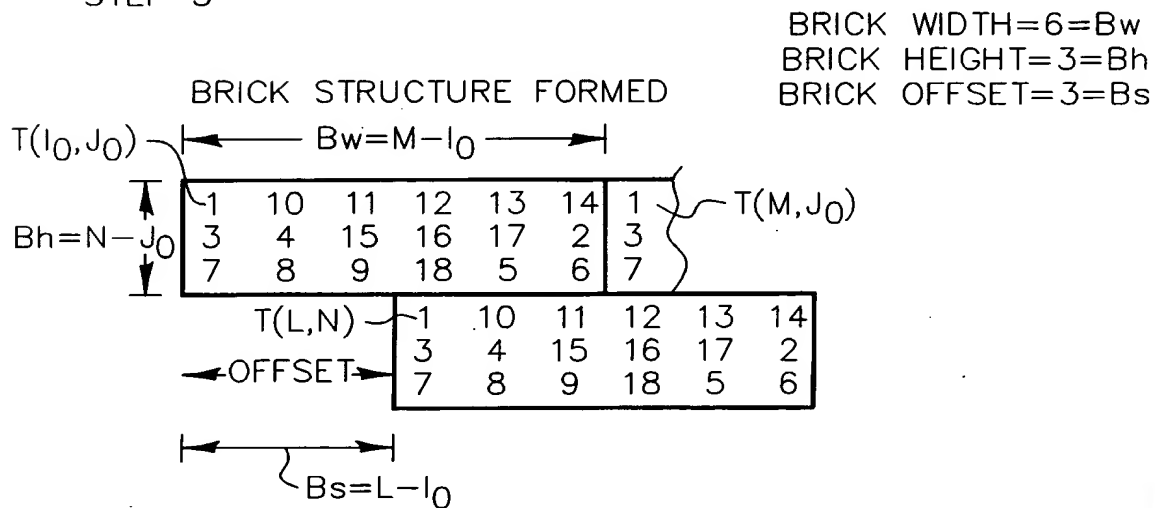 BRICK WIDTH=6=Bw
BRICK HEIGHT=3=Bh
BRICK OFFSET=3=Bs
BRICK STRUCTURE FORMED
Bw=M-I0
T(I0,J0)
1 10 11 12 13 14 1
T(M,J0)
Bh=N-J0
3 4 15 16 17 2 3
7 8 9 18 5 6 7
T(L,N)
1 10 11 12 13 14
3 4 15 16 17 2
OFFSET
7 8 9 18 5 6
Bs=L-I0